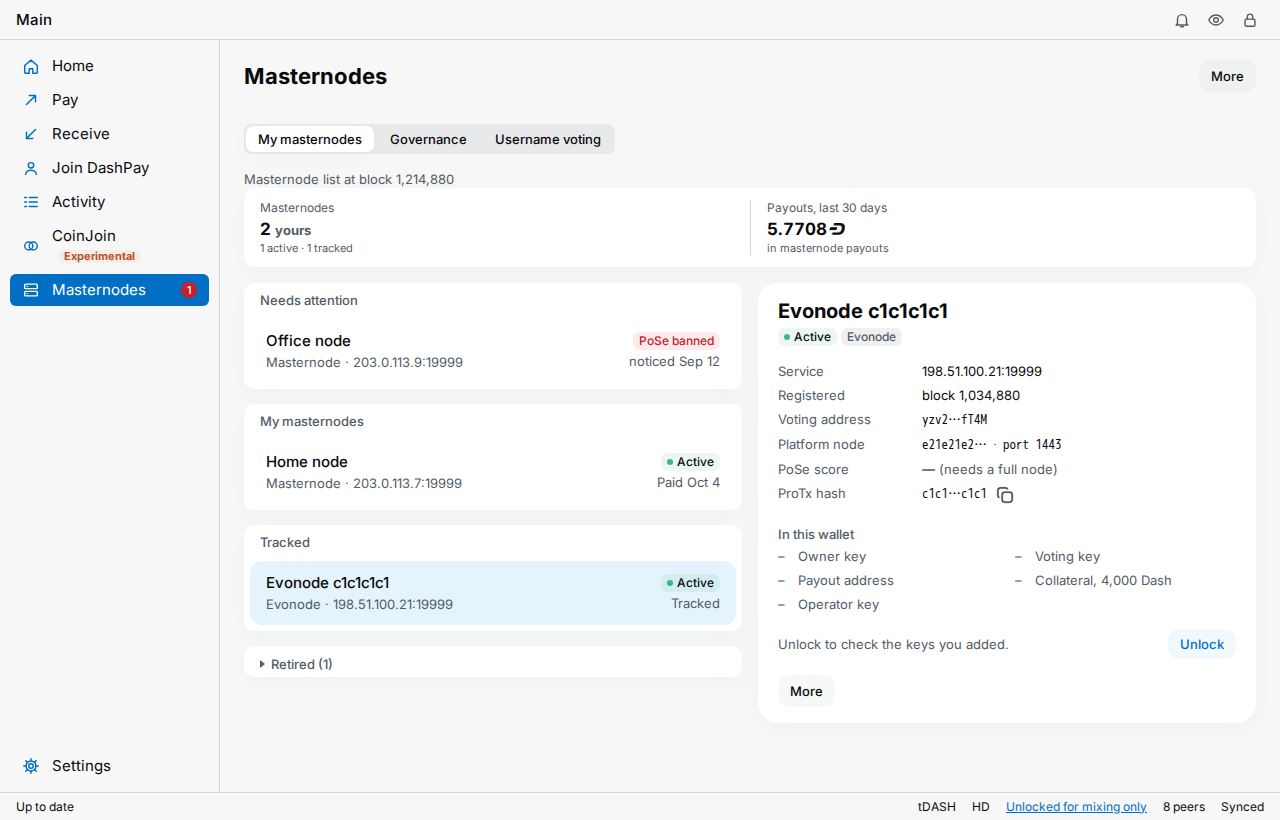 Main
Home
Pay
Receive
Join DashPay
Activity
CoinJoin
Experimental
Masternodes 1
Settings
Masternodes
More
My masternodes Governance Username voting
Masternode list at block 1,214,880
Masternodes
2 yours
1 active · 1 tracked
Payouts, last 30 days
5.7708
in masternode payouts
Needs attention
Office node PoSe banned
Masternode · 203.0.113.9:19999 noticed Sep 12
My masternodes
Home node Active
Masternode · 203.0.113.7:19999 Paid Oct 4
Tracked
Evonode c1c1c1c1 Active
Evonode · 198.51.100.21:19999 Tracked
Retired (1)
Evonode c1c1c1c1
Active Evonode
Service 198.51.100.21:19999
Registered block 1,034,880
Voting address yzv2···fT4M
Platform node e21e21e2··· · port 1443
PoSe score — (needs a full node)
ProTx hash c1c1···c1c1
In this wallet
– Owner key – Voting key
– Payout address – Collateral, 4,000 Dash
– Operator key
Unlock to check the keys you added. Unlock
More
Up to date tDASH HD Unlocked for mixing only 8 peers Synced